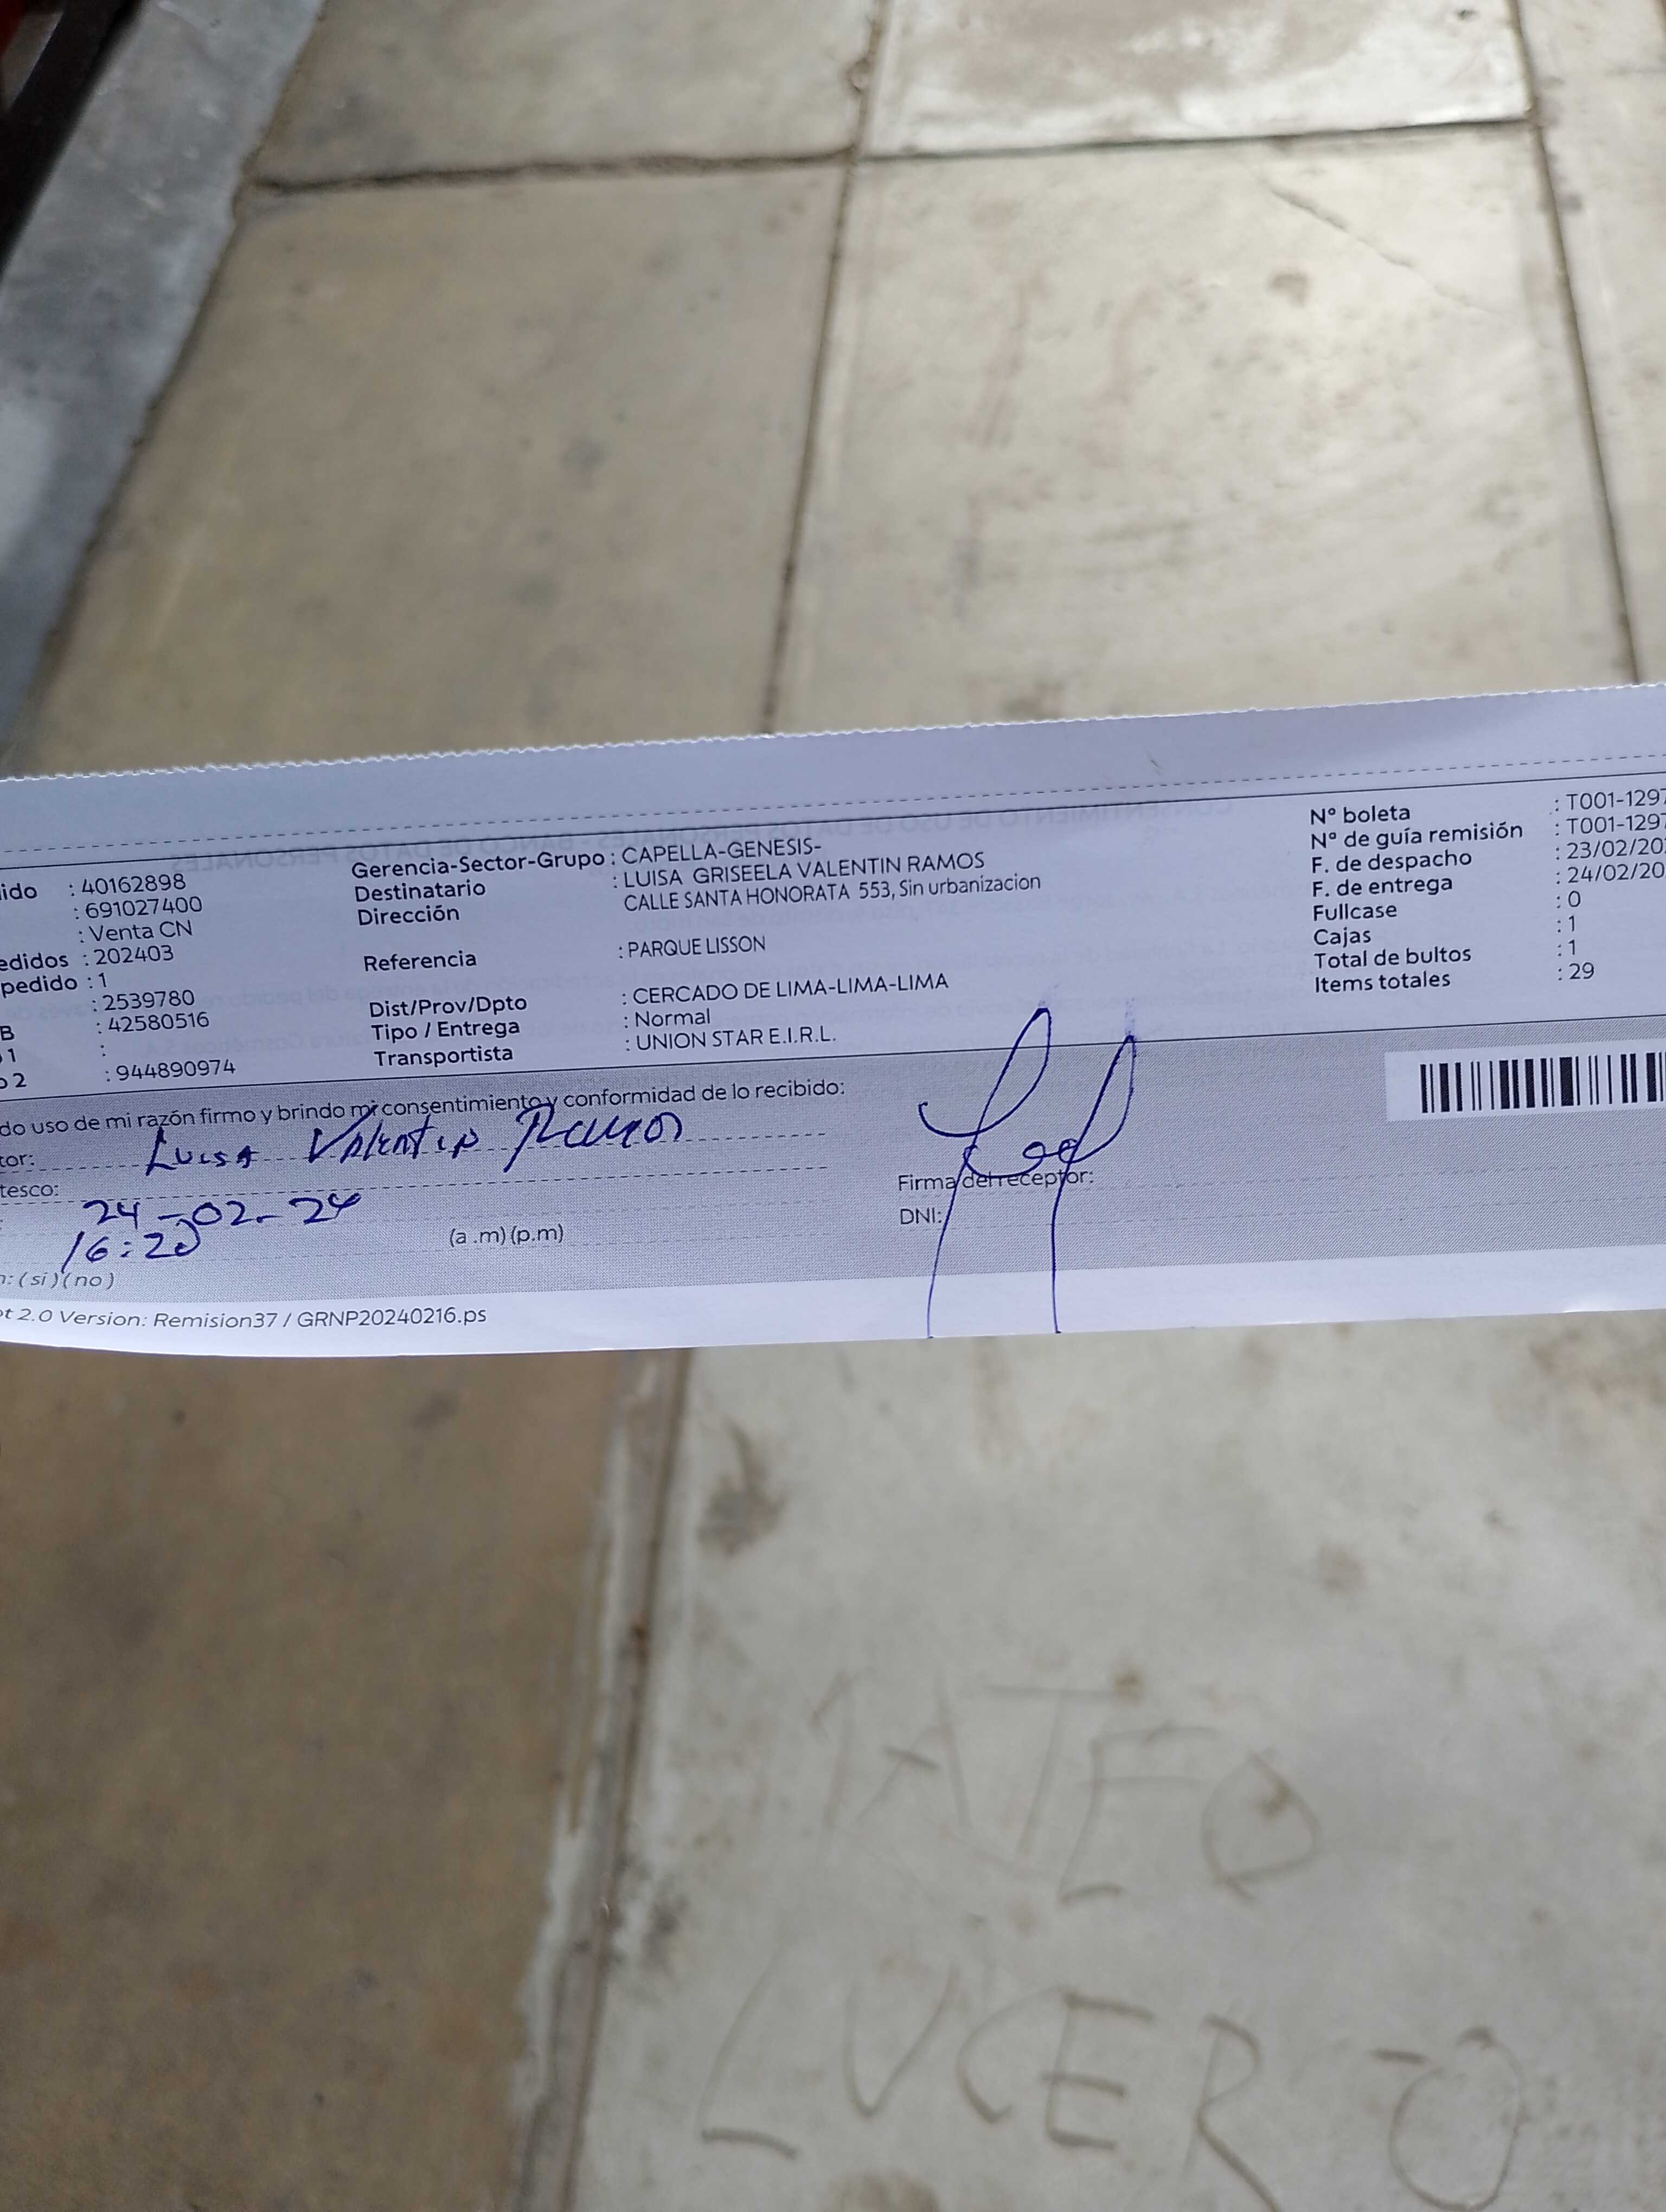 Gerencia-Sector-Grupo : CAPELLA-GENESIS-
Destinatario : LUISA GRISEELA VALENTIN RAMOS
Dirección CALLE SANTA HONORATA 553, Sin urbanizacion
Referencia : PARQUE LISSON
Dist/Prov/Dpto : CERCADO DE LIMA-LIMA-LIMA
Tipo / Entrega : Normal
Transportista : UNION STAR E.I.R.L.
ido : 40162898
: 691027400
: Venta CN
edidos : 202403
pedido : 1
: 2539780
B : 42580516
1 :
o 2 : 944890974
N° boleta : T001-1297
N° de guía remisión : T001-1297
F. de despacho : 23/02/20
F. de entrega : 24/02/20
Fullcase : 0
Cajas : 1
Total de bultos : 1
Items totales : 29
do uso de mi razón firmo y brindo mi consentimiento y conformidad de lo recibido:
tor: Luisa Valentin Ramos
tesco:
24-02-24
16:20 (a .m) (p.m)
n: ( si ) ( no )
Firma del receptor:
DNI:
ot 2.0 Version: Remision37 / GRNP20240216.ps
MATEO
LUCERO